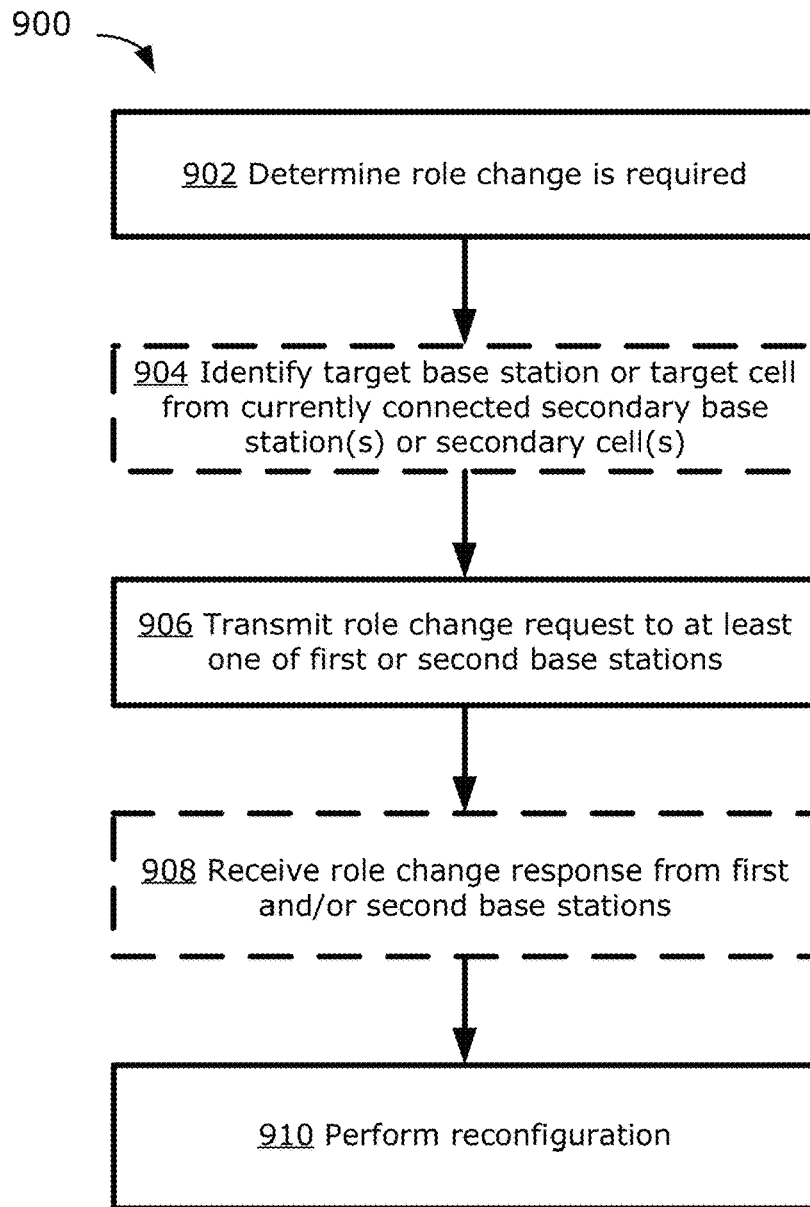 900
902 Determine role change is required
904 Identify target base station or target cell
from currently connected secondary base
station(s) or secondary cell(s)
906 Transmit role change request to at least
one of first or second base stations
908 Receive role change response from first
and/or second base stations
910 Perform reconfiguration